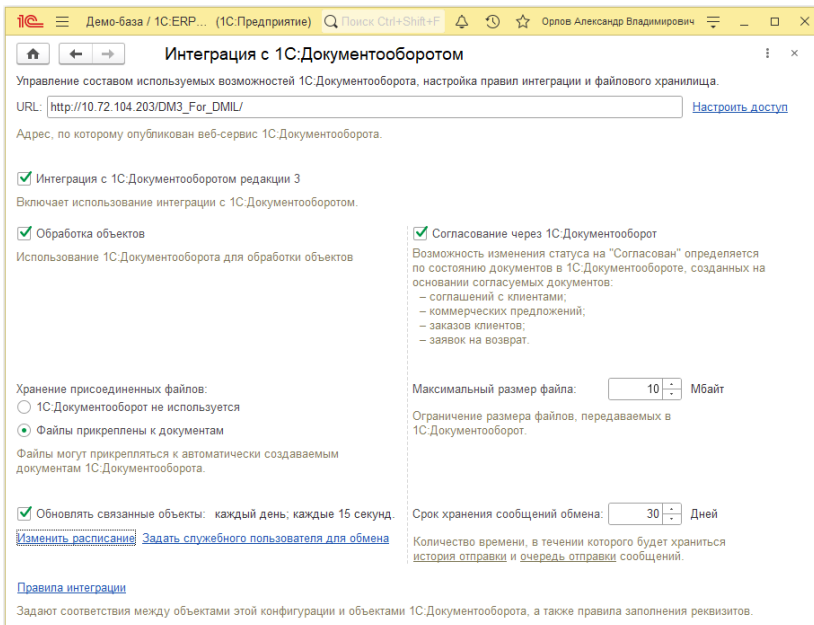 1С Демо-база / 1С:ERP... (1С:Предприятие) Поиск Ctrl+Shift+F Орлов Александр Владимирович
Интеграция с 1С:Документооборотом
Управление составом используемых возможностей 1С:Документооборота, настройка правил интеграции и файлового хранилища.
URL: http://10.72.104.203/DM3_For_DMIL/ Настроить доступ
Адрес, по которому опубликован веб-сервис 1С:Документооборота.
Интеграция с 1С:Документооборотом редакции 3
Включает использование интеграции с 1С:Документооборотом.
Обработка объектов
Использование 1С:Документооборота для обработки объектов
Согласование через 1С:Документооборот
Возможность изменения статуса на "Согласован" определяется
по состоянию документов в 1С:Документообороте, созданных на
основании согласуемых документов:
– соглашений с клиентами;
– коммерческих предложений;
– заказов клиентов;
– заявок на возврат.
Хранение присоединенных файлов:
1С:Документооборот не используется
Файлы прикреплены к документам
Файлы могут прикрепляться к автоматически создаваемым
документам 1С:Документооборота.
Максимальный размер файла: 10 Мбайт
Ограничение размера файлов, передаваемых в
1С:Документооборот.
Обновлять связанные объекты: каждый день; каждые 15 секунд.
Изменить расписание Задать служебного пользователя для обмена
Срок хранения сообщений обмена: 30 Дней
Количество времени, в течении которого будет храниться
история отправки и очередь отправки сообщений.
Правила интеграции
Задают соответствия между объектами этой конфигурации и объектами 1С:Документооборота, а также правила заполнения реквизитов.